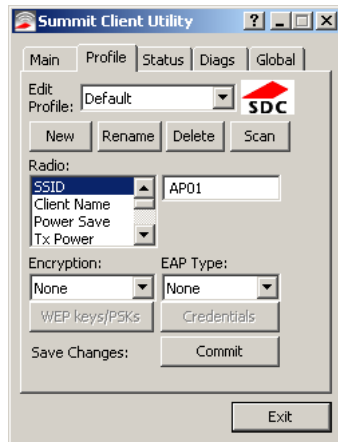 Summit Client Utility
Main Profile Status Diags Global
Edit
Profile: Default
SDC
New Rename Delete Scan
Radio:
SSID AP01
Client Name
Power Save
Tx Power
Encryption: EAP Type:
None None
WEP keys/PSKs Credentials
Save Changes: Commit
Exit